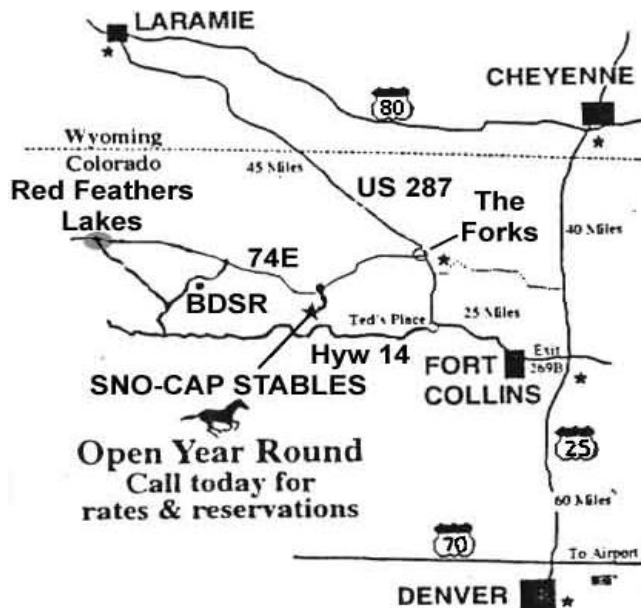 LARAMIE
CHEYENNE
80
Wyoming
Colorado
45 Miles
US 287
Red Feathers
Lakes
The
Forks
40 Miles
74E
BDSR
Ted's Place
25 Miles
Hyw 14
Exit
269B
FORT
COLLINS
SNO-CAP STABLES
Open Year Round
Call today for
rates & reservations
25
60 Miles
70
To Airport
DENVER